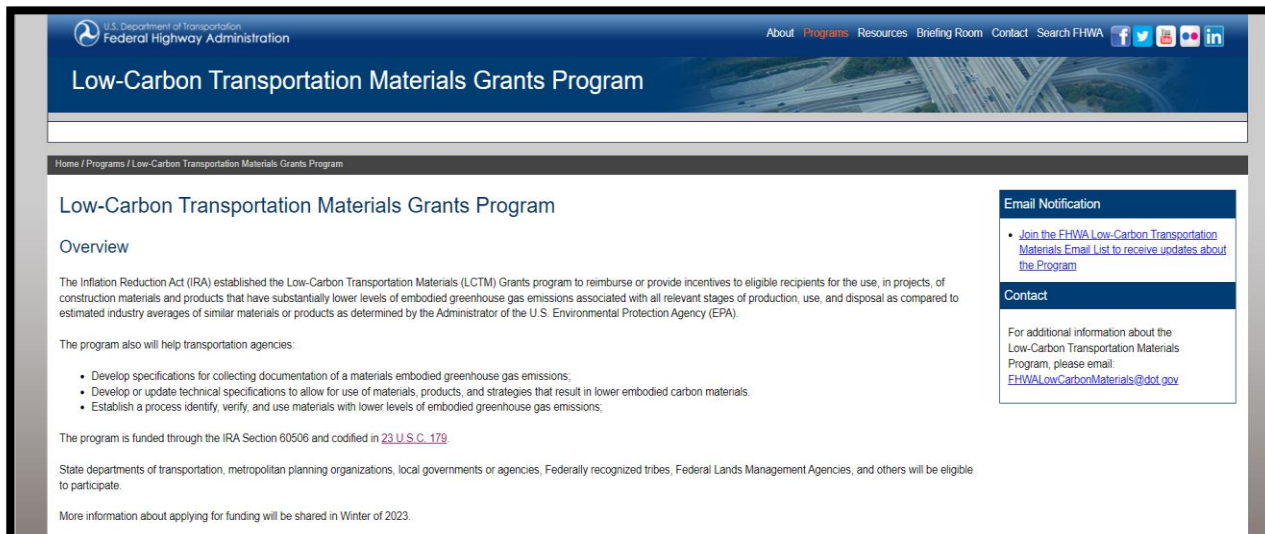 U.S. Department of Transportation
Federal Highway Administration
About Programs Resources Briefing Room Contact Search FHWA
Low-Carbon Transportation Materials Grants Program
Home / Programs / Low-Carbon Transportation Materials Grants Program
Low-Carbon Transportation Materials Grants Program
Overview
The Inflation Reduction Act (IRA) established the Low-Carbon Transportation Materials (LCTM) Grants program to reimburse or provide incentives to eligible recipients for the use, in projects, of
construction materials and products that have substantially lower levels of embodied greenhouse gas emissions associated with all relevant stages of production, use, and disposal as compared to
estimated industry averages of similar materials or products as determined by the Administrator of the U.S. Environmental Protection Agency (EPA).
The program also will help transportation agencies:
• Develop specifications for collecting documentation of a materials embodied greenhouse gas emissions;
• Develop or update technical specifications to allow for use of materials, products, and strategies that result in lower embodied carbon materials.
• Establish a process identify, verify, and use materials with lower levels of embodied greenhouse gas emissions;
The program is funded through the IRA Section 60506 and codified in 23 U.S.C. 179.
State departments of transportation, metropolitan planning organizations, local governments or agencies, Federally recognized tribes, Federal Lands Management Agencies, and others will be eligible
to participate.
More information about applying for funding will be shared in Winter of 2023.
Email Notification
• Join the FHWA Low-Carbon Transportation
Materials Email List to receive updates about
the Program
Contact
For additional information about the
Low-Carbon Transportation Materials
Program, please email:
FHWALowCarbonMaterials@dot.gov